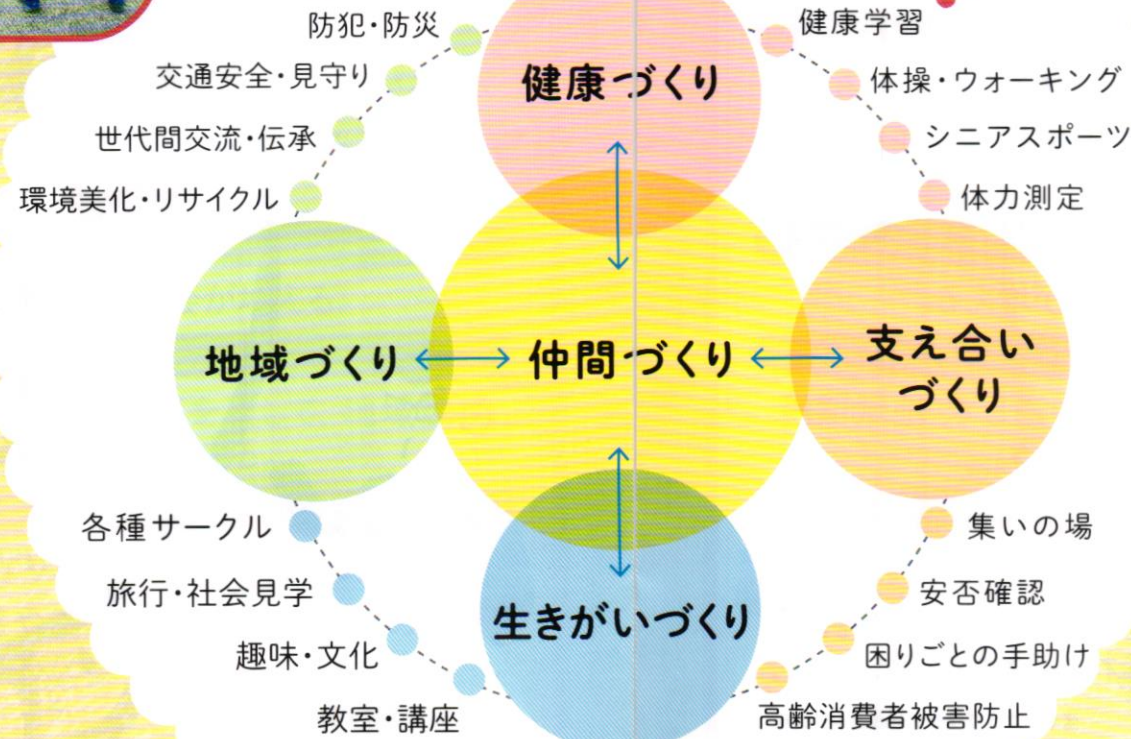 防犯・防災
交通安全・見守り
世代間交流・伝承
環境美化・リサイクル
健康づくり
健康学習
体操・ウォーキング
シニアスポーツ
体力測定
地域づくり
仲間づくり
支え合い
づくり
各種サークル
旅行・社会見学
趣味・文化
教室・講座
生きがいづくり
集いの場
安否確認
困りごとの手助け
高齢消費者被害防止